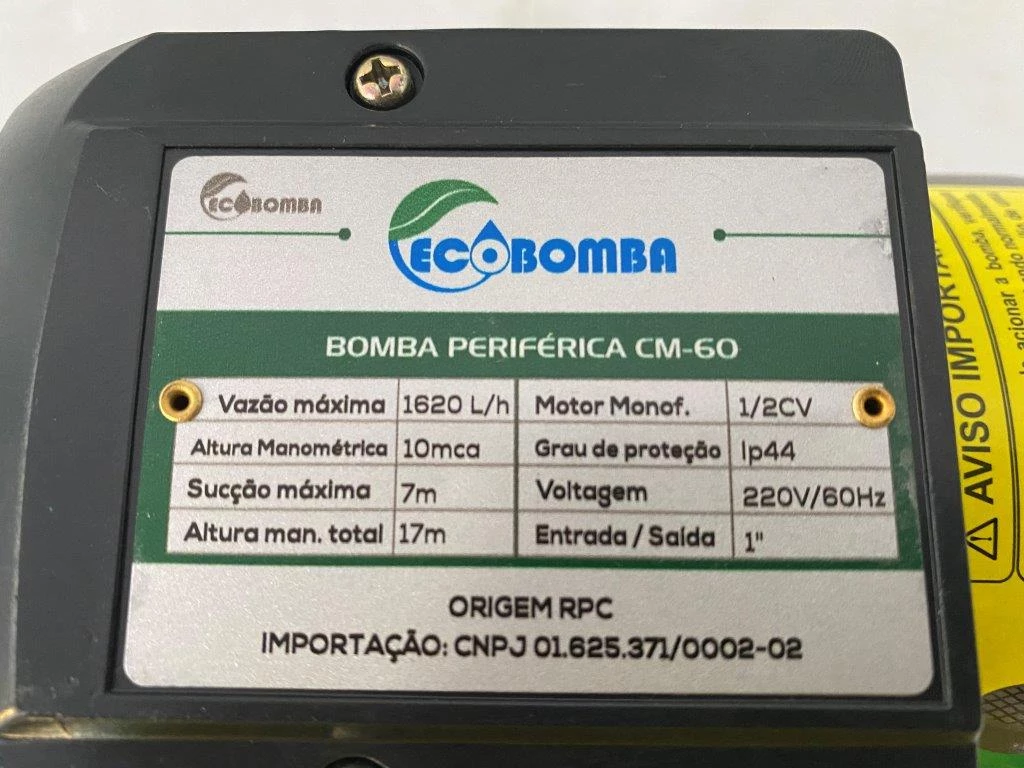 ECOBOMBA
ECOBOMBA
BOMBA PERIFÉRICA CM-60
Vazão máxima 1620 L/h Motor Monof. 1/2CV
Altura Manométrica 10mca Grau de proteção Ip44
Sucção máxima 7m Voltagem 220V/60Hz
Altura man. total 17m Entrada / Saída 1"
ORIGEM RPC
IMPORTAÇÃO: CNPJ 01.625.371/0002-02
AVISO IMPORTA
acionar a bomba,